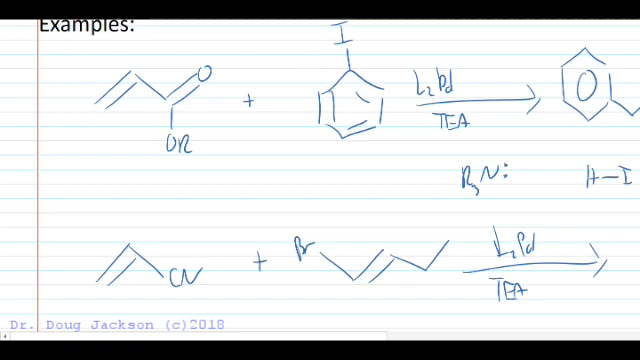 Examples:
I
O
+
L2Pd
TEA
OR
R3N:
H-I
Br
+
CN
L2Pd
TEA
Dr. Doug Jackson (c)2018